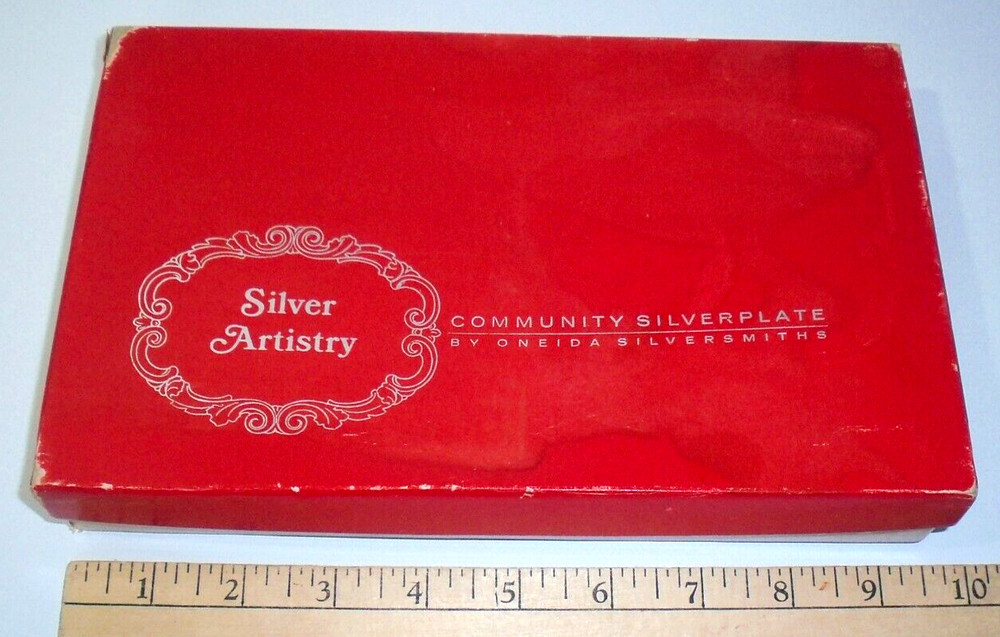 Silver
Artistry
COMMUNITY SILVERPLATE
BY ONEIDA SILVERSMITHS
1 2 3 4 5 6 7 8 9 10